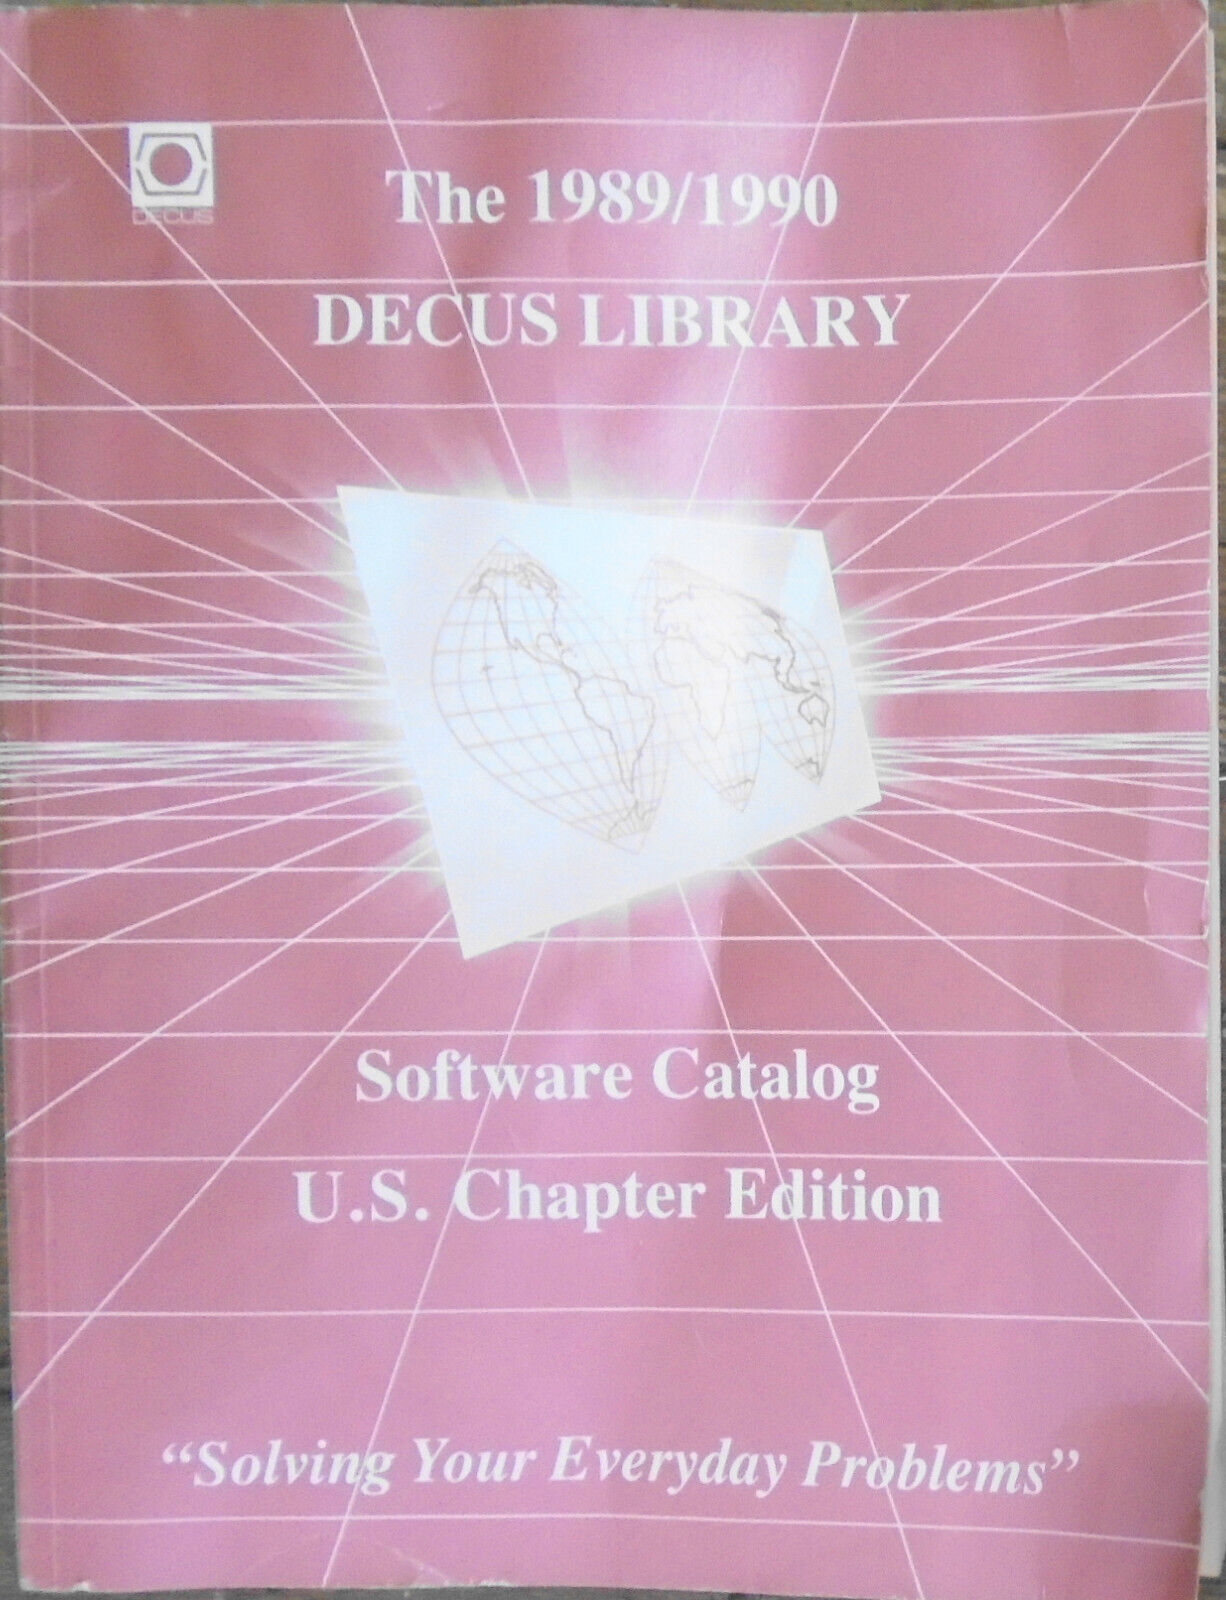 DECUS
The 1989/1990
DECUS LIBRARY
Software Catalog
U.S. Chapter Edition
“Solving Your Everyday Problems”